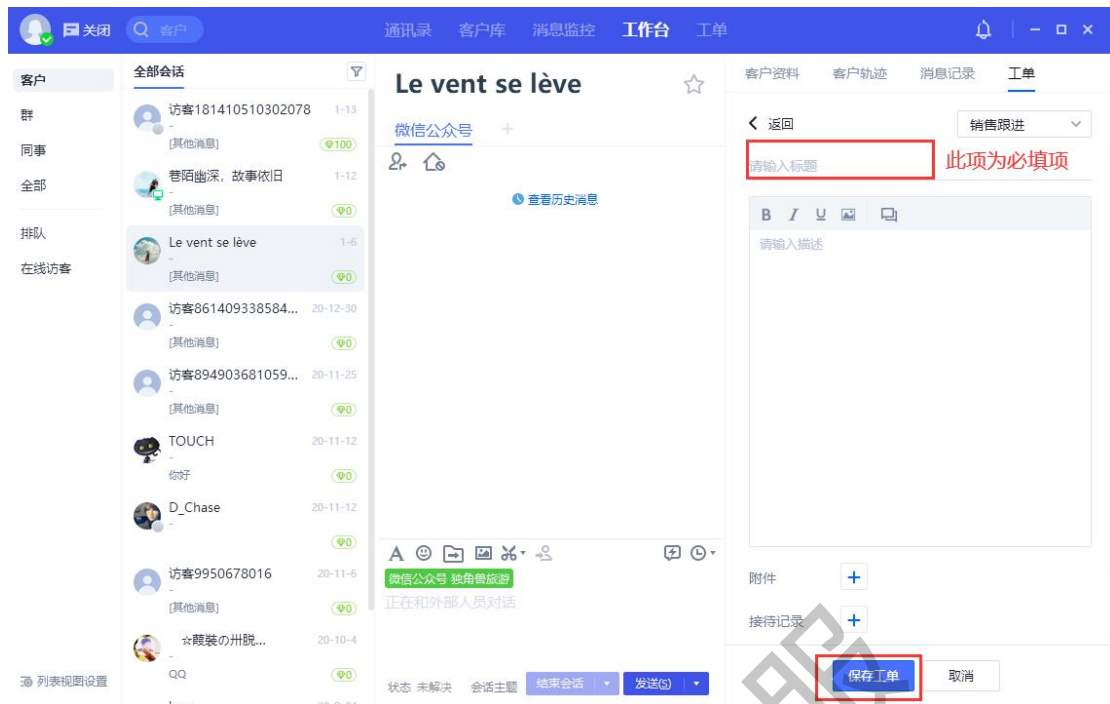 关闭
客户
通讯录 客户库 消息监控 工作台 工单
客户
群
同事
全部
排队
在线访客
列表视图设置
全部会话
访客181410510302078 1-13
-
[其他消息] 100
巷陌幽深，故事依旧 1-12
-
[其他消息] 0
Le vent se lève 1-6
-
[其他消息] 0
访客861409338584... 20-12-30
-
[其他消息] 0
访客894903681059... 20-11-25
-
[其他消息] 0
TOUCH 20-11-12
-
你好 0
D_Chase 20-11-12
-
0
访客9950678016 20-11-6
-
[其他消息] 0
20-10-4
-
QQ 0
Le vent se lève
微信公众号 +
查看历史消息
微信公众号 独角兽旅游
正在和外部人员对话
状态 未解决 会话主题 结束会话 发送(S)
客户资料 客户轨迹 消息记录 工单
返回 销售跟进
请输入标题 此项为必填项
B I U
请输入描述
附件 +
接待记录 +
保存工单 取消